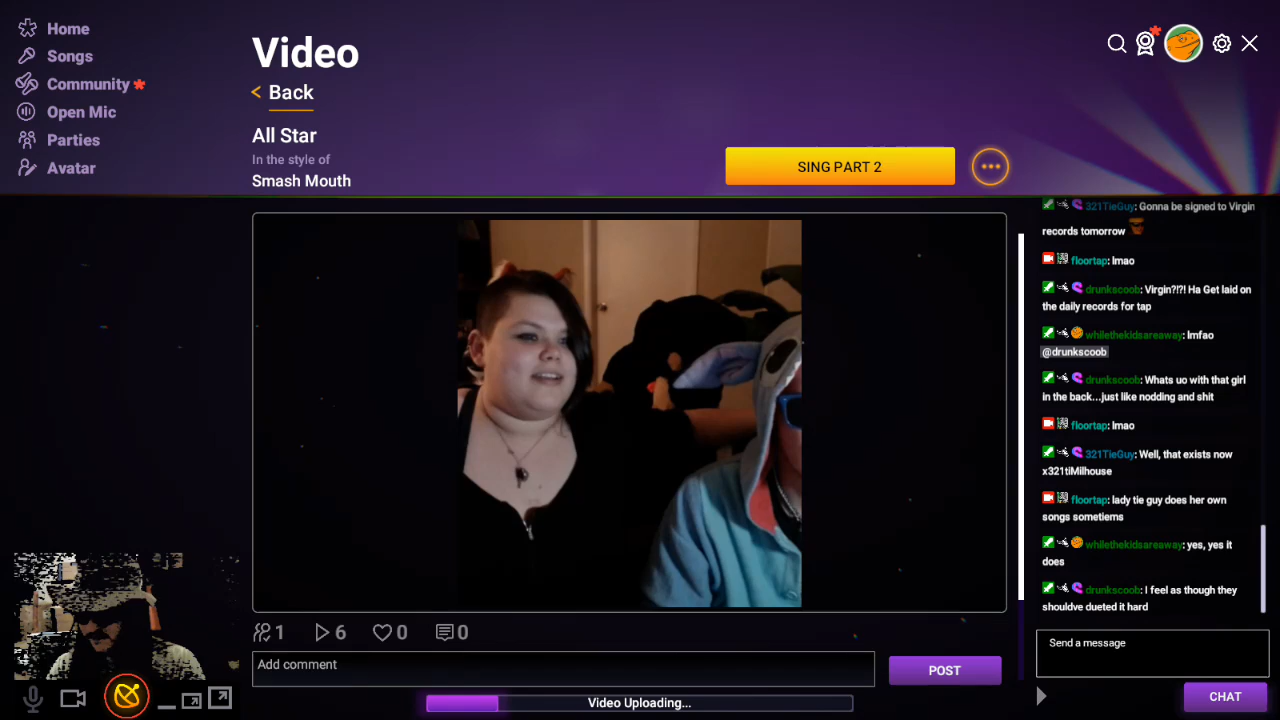 Home
Songs
Community
Open Mic
Parties
Avatar
Video
< Back
All Star
In the style of
Smash Mouth
SING PART 2
321TieGuy: Gonna be signed to Virgin
records tomorrow
floortap: lmao
drunkscoob: Virgin?!?! Ha Get laid on
the daily records for tap
whilethekidsareaway: lmfao
@drunkscoob
drunkscoob: Whats uo with that girl
in the back...just like nodding and shit
floortap: lmao
321TieGuy: Well, that exists now
x321tiMilhouse
floortap: lady tie guy does her own
songs sometiems
whilethekidsareaway: yes, yes it
does
drunkscoob: I feel as though they
shouldve dueted it hard
1
6
0
0
Add comment
POST
Video Uploading...
Send a message
CHAT